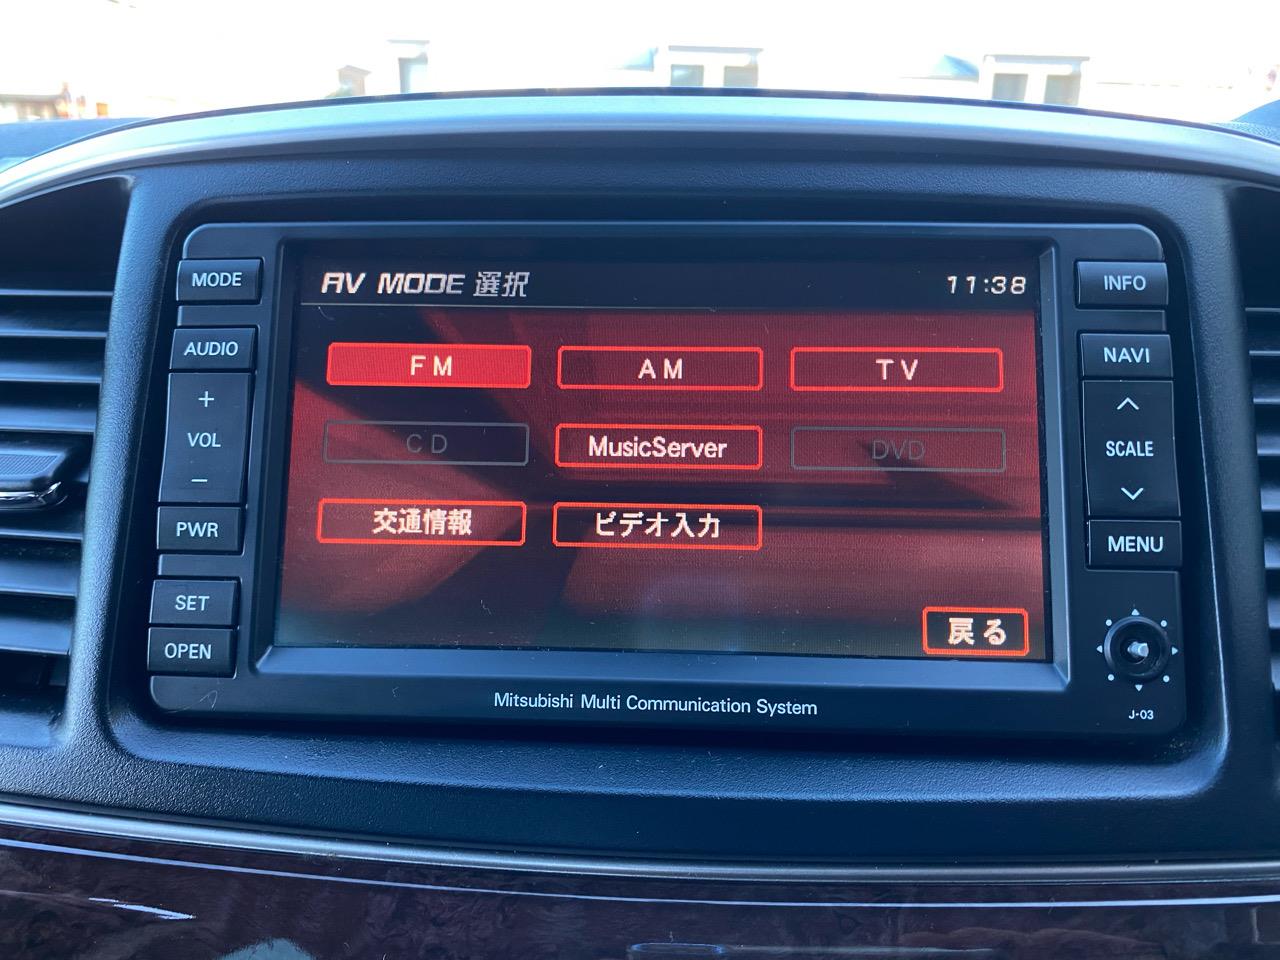 MODE
AUDIO
+
VOL
−
PWR
SET
OPEN
AV MODE 選択
11:38
FM
AM
TV
CD
MusicServer
DVD
交通情報
ビデオ入力
戻る
Mitsubishi Multi Communication System
INFO
NAVI
SCALE
MENU
J-03